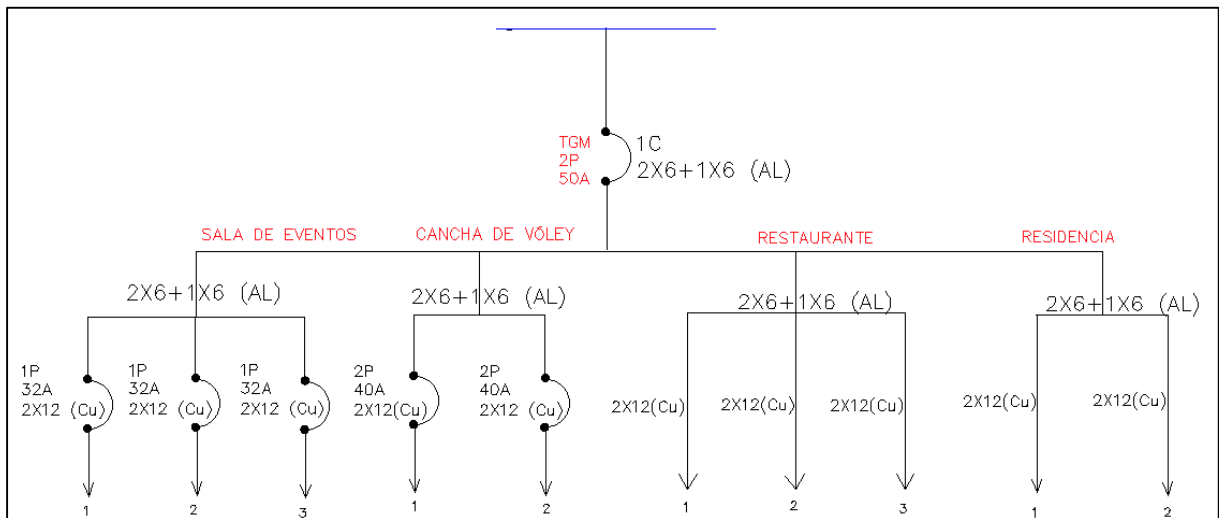 TGM
2P
50A
1C
2X6+1X6 (AL)
SALA DE EVENTOS
CANCHA DE VÓLEY
RESTAURANTE
RESIDENCIA
2X6+1X6 (AL)
2X6+1X6 (AL)
2X6+1X6 (AL)
2X6+1X6 (AL)
1P
32A
2X12 (Cu)
1P
32A
2X12 (Cu)
1P
32A
2X12 (Cu)
2P
40A
2X12(Cu)
2P
40A
2X12 (Cu)
2X12(Cu)
2X12(Cu)
2X12(Cu)
2X12(Cu)
2X12(Cu)
1
2
3
1
2
1
2
3
1
2